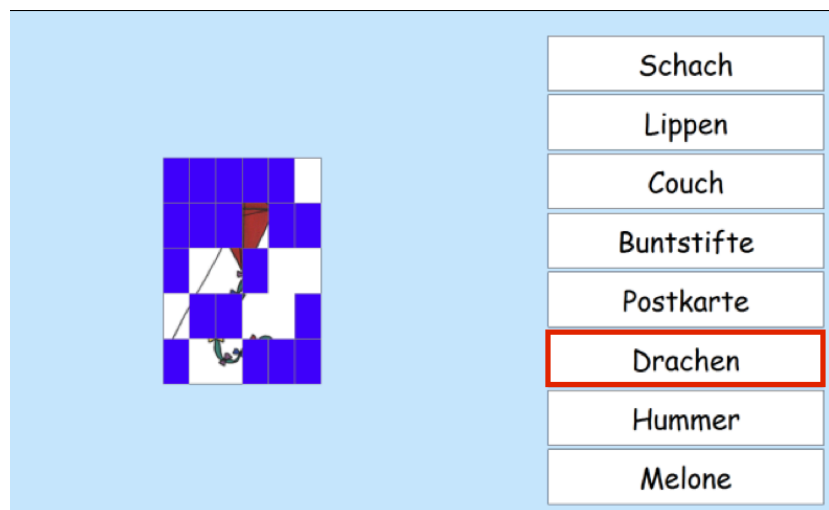 Schach
Lippen
Couch
Buntstifte
Postkarte
Drachen
Hummer
Melone